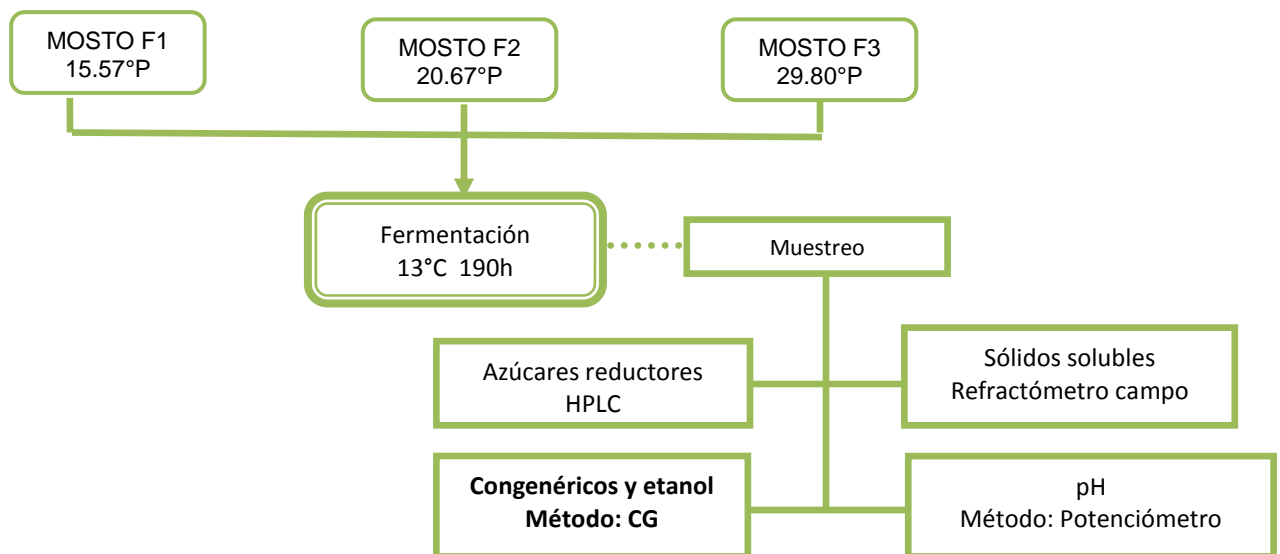 MOSTO F1
15.57°P
MOSTO F2
20.67°P
MOSTO F3
29.80°P
Fermentación
13°C 190h
Muestreo
Azúcares reductores
HPLC
Sólidos solubles
Refractómetro campo
Congenéricos y etanol
Método: CG
pH
Método: Potenciómetro